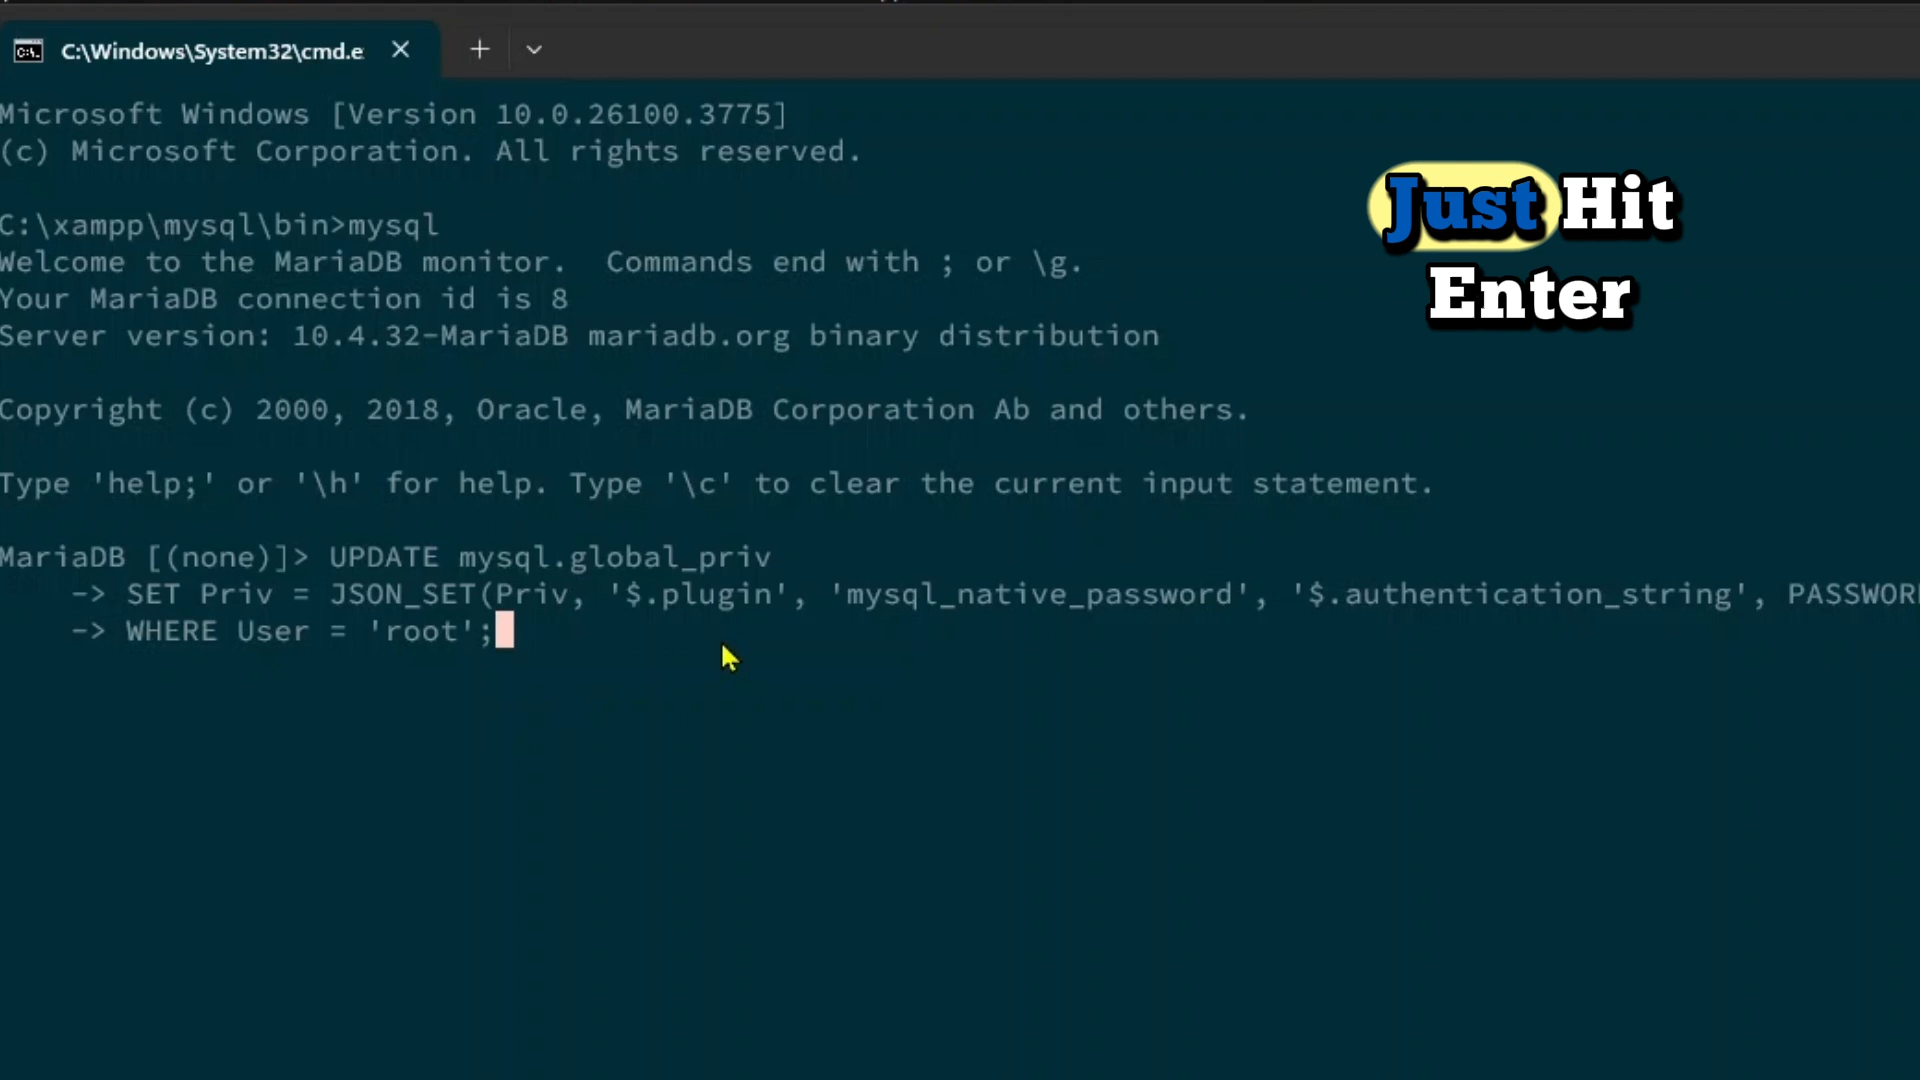 C:\Windows\System32\cmd.e
Microsoft Windows [Version 10.0.26100.3775]
(c) Microsoft Corporation. All rights reserved.
Just Hit
Enter
C:\xampp\mysql\bin>mysql
Welcome to the MariaDB monitor.  Commands end with ; or \g.
Your MariaDB connection id is 8
Server version: 10.4.32-MariaDB mariadb.org binary distribution
Copyright (c) 2000, 2018, Oracle, MariaDB Corporation Ab and others.
Type 'help;' or '\h' for help. Type '\c' to clear the current input statement.
MariaDB [(none)]> UPDATE mysql.global_priv
-> SET Priv = JSON_SET(Priv, '$.plugin', 'mysql_native_password', '$.authentication_string', PASSWOR
-> WHERE User = 'root';